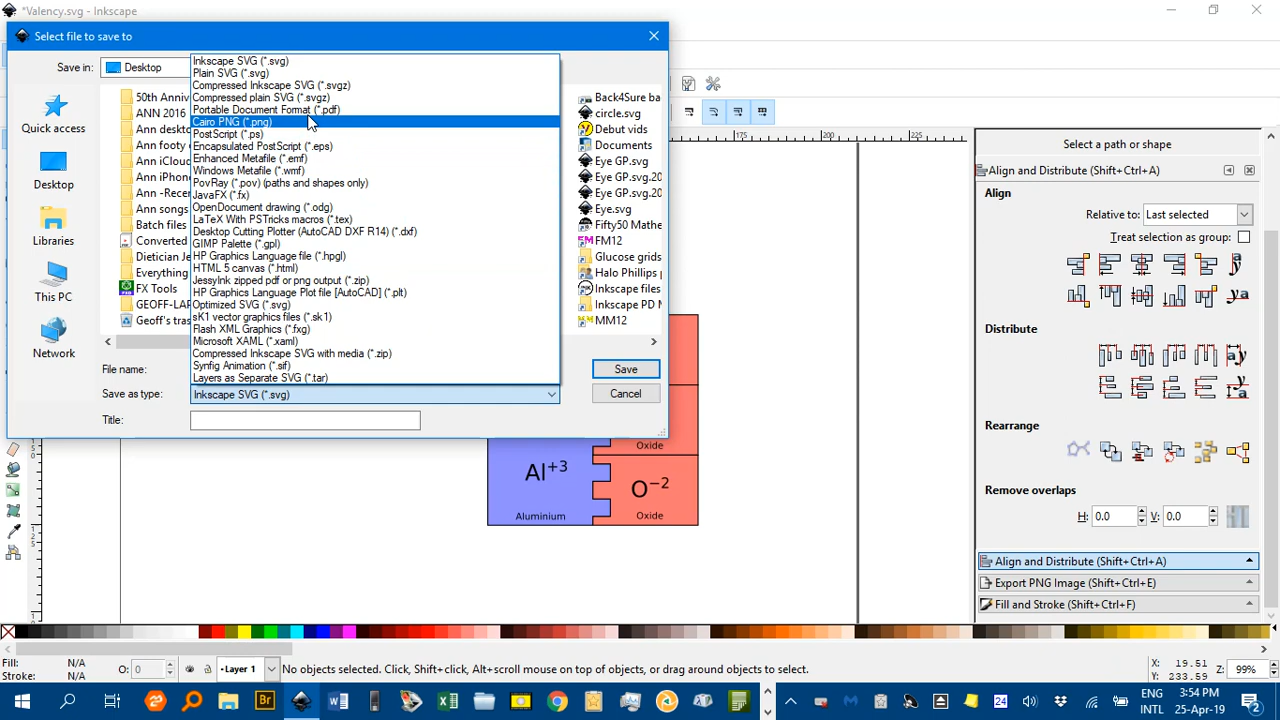 *Valency.svg - Inkscape
Select file to save to
Save in:
Desktop
Quick access
Desktop
Libraries
This PC
Network
50th Anniv
ANN 2016
Ann deskto
Ann footy
Ann iCloud
Ann iPhon
Ann -Recen
Ann songs
Batch files
Converted
Dietician Je
Everything
FX Tools
GEOFF-LAP
Geoff's tras
Inkscape SVG (*.svg)
Plain SVG (*.svg)
Compressed Inkscape SVG (*.svgz)
Compressed plain SVG (*.svgz)
Portable Document Format (*.pdf)
Cairo PNG (*.png)
PostScript (*.ps)
Encapsulated PostScript (*.eps)
Enhanced Metafile (*.emf)
Windows Metafile (*.wmf)
PovRay (*.pov) (paths and shapes only)
JavaFX (*.fx)
OpenDocument drawing (*.odg)
LaTeX With PSTricks macros (*.tex)
Desktop Cutting Plotter (AutoCAD DXF R14) (*.dxf)
GIMP Palette (*.gpl)
HP Graphics Language file (*.hpgl)
HTML 5 canvas (*.html)
JessyInk zipped pdf or png output (*.zip)
HP Graphics Language Plot file [AutoCAD] (*.plt)
Optimized SVG (*.svg)
sK1 vector graphics files (*.sk1)
Flash XML Graphics (*.fxg)
Microsoft XAML (*.xaml)
Compressed Inkscape SVG with media (*.zip)
Synfig Animation (*.sif)
Layers as Separate SVG (*.tar)
Back4Sure ba
circle.svg
Debut vids
Documents
Eye GP.svg
Eye GP.svg.20
Eye GP.svg.20
Eye.svg
Fifty50 Mathe
FM12
Glucose grids
Halo Phillips
Inkscape files
Inkscape PD M
MM12
File name:
Save
Save as type:
Inkscape SVG (*.svg)
Cancel
Title:
175
200
225
125
Oxide
Al+3
O−2
Aluminium
Oxide
Select a path or shape
Align and Distribute (Shift+Ctrl+A)
Align
Relative to:
Last selected
Treat selection as group:
Distribute
Rearrange
Remove overlaps
H:
0.0
V:
0.0
Align and Distribute (Shift+Ctrl+A)
Export PNG Image (Shift+Ctrl+E)
Fill and Stroke (Shift+Ctrl+F)
Fill:
N/A
Stroke:
N/A
O:
0
Layer 1
No objects selected. Click, Shift+click, Alt+scroll mouse on top of objects, or drag around objects to select.
X:
19.51
Y:
233.59
Z:
99%
Br
24
ENG
INTL
3:54 PM
25-Apr-19